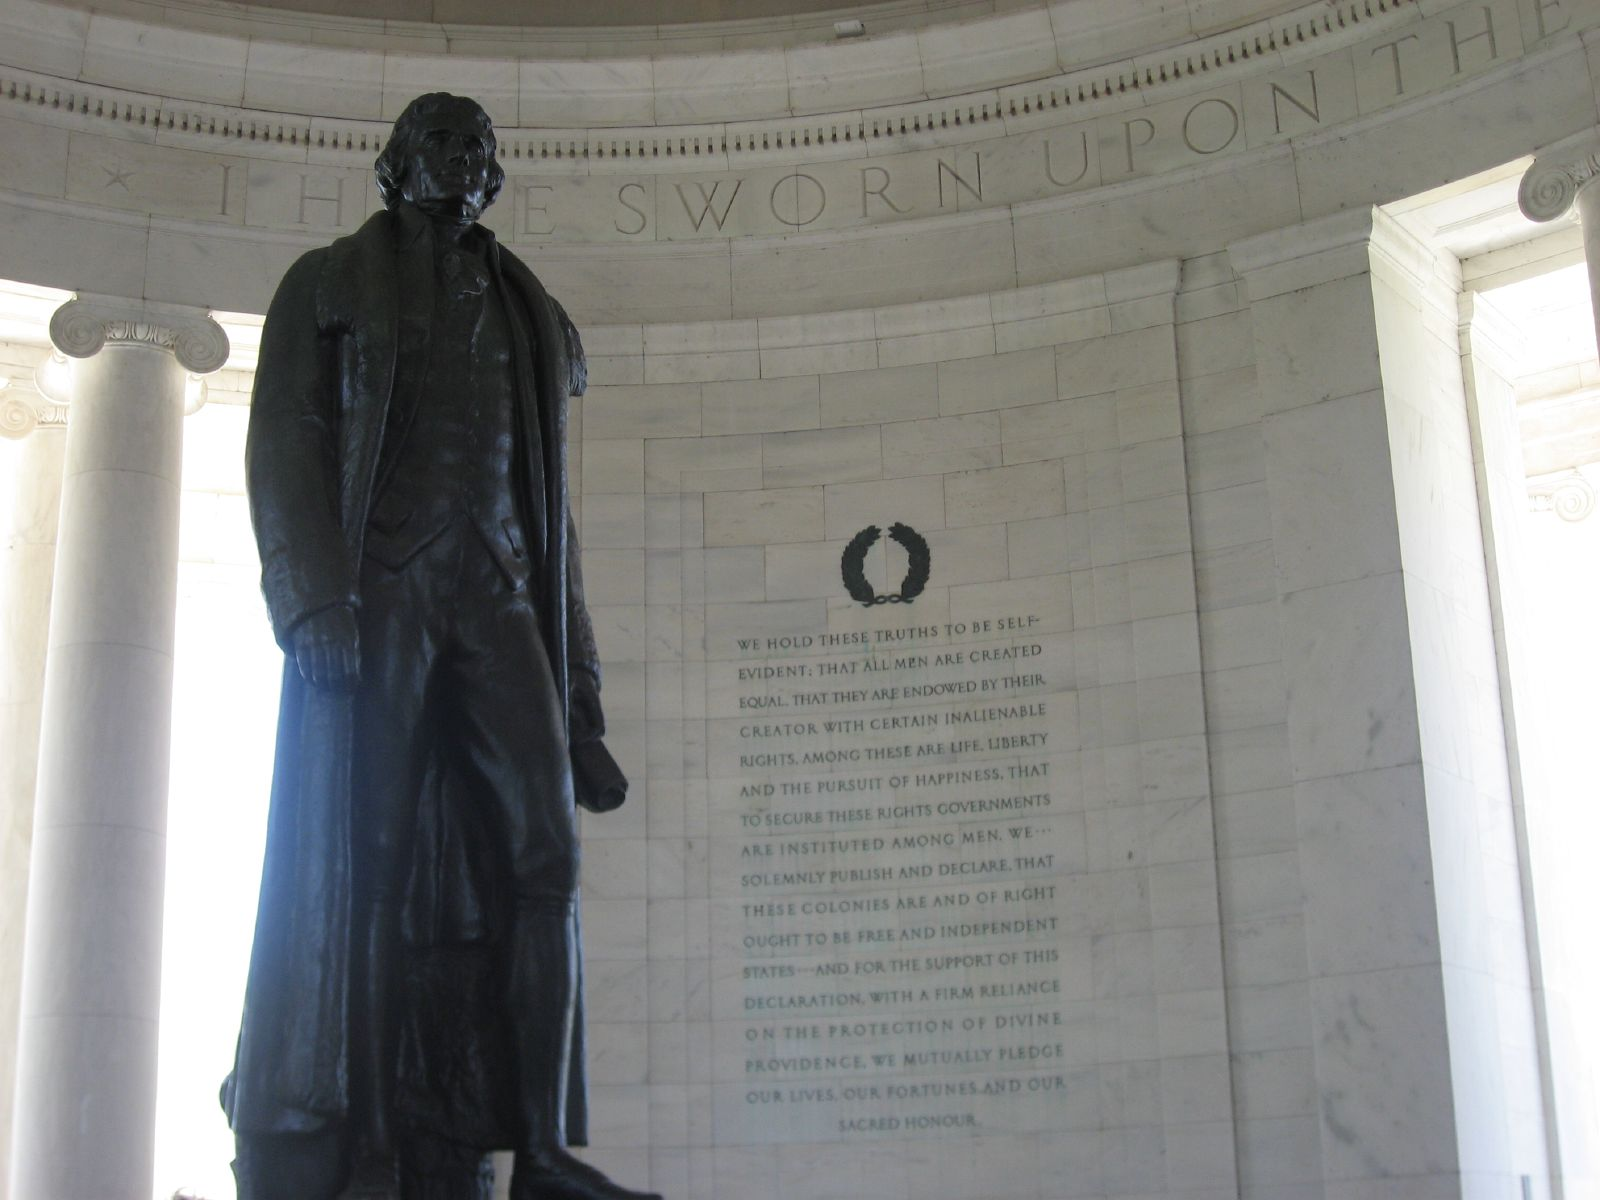 I H E SWORN UPON THE
WE HOLD THESE TRUTHS TO BE SELF-
EVIDENT: THAT ALL MEN ARE CREATED
EQUAL, THAT THEY ARE ENDOWED BY THEIR
CREATOR WITH CERTAIN INALIENABLE
RIGHTS, AMONG THESE ARE LIFE, LIBERTY
AND THE PURSUIT OF HAPPINESS, THAT
TO SECURE THESE RIGHTS GOVERNMENTS
ARE INSTITUTED AMONG MEN. WE···
SOLEMNLY PUBLISH AND DECLARE, THAT
THESE COLONIES ARE AND OF RIGHT
OUGHT TO BE FREE AND INDEPENDENT
STATES···AND FOR THE SUPPORT OF THIS
DECLARATION, WITH A FIRM RELIANCE
ON THE PROTECTION OF DIVINE
PROVIDENCE, WE MUTUALLY PLEDGE
OUR LIVES, OUR FORTUNES AND OUR
SACRED HONOUR.